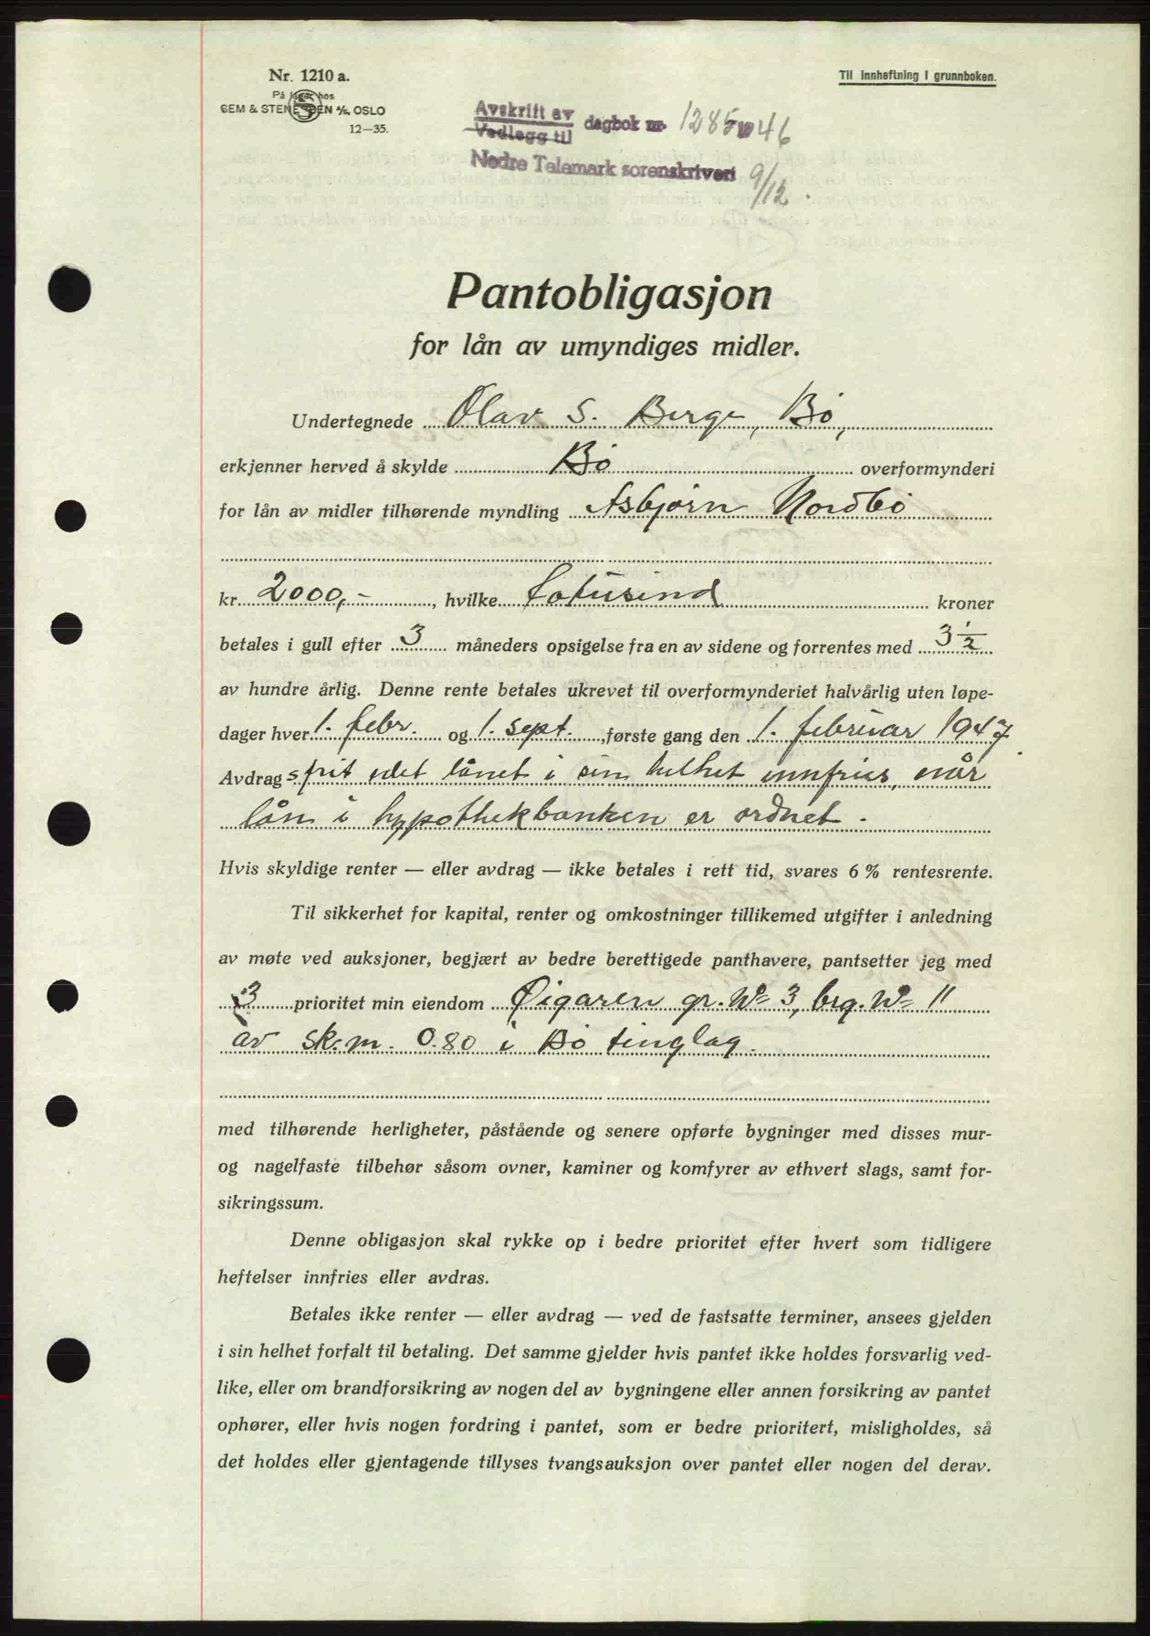 Nr. 1210 a.
På lager hos
SEM & STENERSEN A/S. OSLO
12—35.
Til innheftning i grunnboken.
Avskrift av
Vedlegg til
dagbok nr. 1285 1946
Nedre Telemark sorenskriveri 9/12
Pantobligasjon
for lån av umyndiges midler.
Undertegnede Olav S. Berge, Bø,
erkjenner herved å skylde Bø overformynderi
for lån av midler tilhørende myndling Asbjørn Nordbø
kr. 2000,-, hvilke totusind kroner
betales i gull efter 3 måneders opsigelse fra en av sidene og forrentes med 3 1/2
av hundre årlig. Denne rente betales ukrevet til overformynderiet halvårlig uten løpe-
dager hver 1. febr. og 1. sept., første gang den 1. februar 1947
Avdragsfrit idet lånet i sin helhet innfries, når
lån i hypothekbanken er ordnet.
Hvis skyldige renter — eller avdrag — ikke betales i rett tid, svares 6 % rentesrente.
Til sikkerhet for kapital, renter og omkostninger tillikemed utgifter i anledning
av møte ved auksjoner, begjært av bedre berettigede panthavere, pantsetter jeg med
3 prioritet min eiendom Øigaren gr. No 3, brg. No 11
av sk.m. 0.80 i Bø tinglag.
med tilhørende herligheter, påstående og senere opførte bygninger med disses mur-
og nagelfaste tilbehør såsom ovner, kaminer og komfyrer av ethvert slags, samt for-
sikringssum.
Denne obligasjon skal rykke op i bedre prioritet efter hvert som tidligere
heftelser innfries eller avdras.
Betales ikke renter — eller avdrag — ved de fastsatte terminer, ansees gjelden
i sin helhet forfalt til betaling. Det samme gjelder hvis pantet ikke holdes forsvarlig ved-
like, eller om brandforsikring av nogen del av bygningene eller annen forsikring av pantet
ophører, eller hvis nogen fordring i pantet, som er bedre prioritert, misligholdes, så
det holdes eller gjentagende tillyses tvangsauksjon over pantet eller nogen del derav.